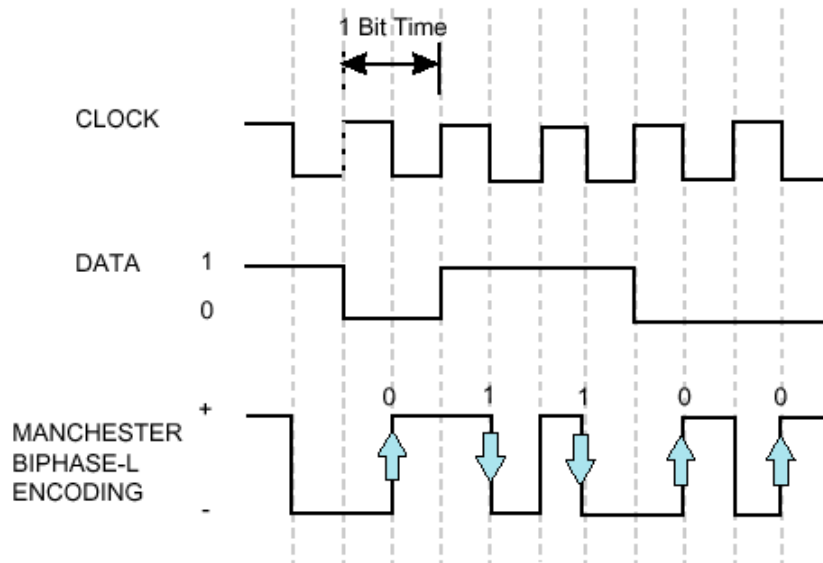 1 Bit Time
CLOCK
DATA 1
0
0 1 1 0 0
+
MANCHESTER
BIPHASE-L
ENCODING
-